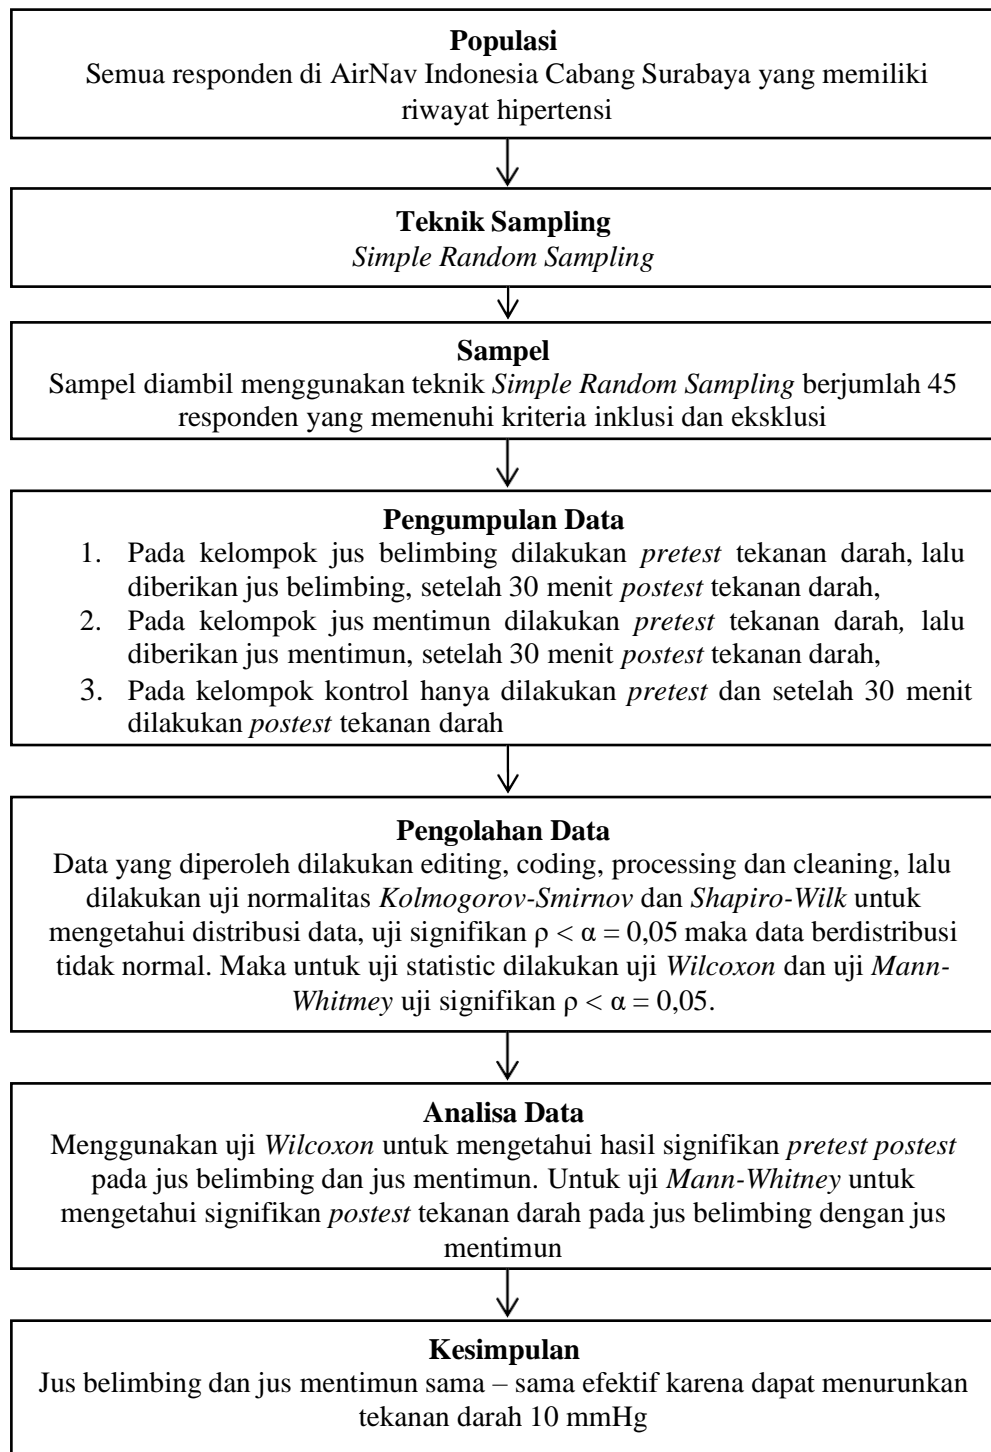 Populasi
Semua responden di AirNav Indonesia Cabang Surabaya yang memiliki
riwayat hipertensi
Teknik Sampling
Simple Random Sampling
Sampel
Sampel diambil menggunakan teknik Simple Random Sampling berjumlah 45
responden yang memenuhi kriteria inklusi dan eksklusi
Pengumpulan Data
1. Pada kelompok jus belimbing dilakukan pretest tekanan darah, lalu
diberikan jus belimbing, setelah 30 menit postest tekanan darah,
2. Pada kelompok jus mentimun dilakukan pretest tekanan darah, lalu
diberikan jus mentimun, setelah 30 menit postest tekanan darah,
3. Pada kelompok kontrol hanya dilakukan pretest dan setelah 30 menit
dilakukan postest tekanan darah
Pengolahan Data
Data yang diperoleh dilakukan editing, coding, processing dan cleaning, lalu
dilakukan uji normalitas Kolmogorov-Smirnov dan Shapiro-Wilk untuk
mengetahui distribusi data, uji signifikan ρ < α = 0,05 maka data berdistribusi
tidak normal. Maka untuk uji statistic dilakukan uji Wilcoxon dan uji Mann-
Whitmey uji signifikan ρ < α = 0,05.
Analisa Data
Menggunakan uji Wilcoxon untuk mengetahui hasil signifikan pretest postest
pada jus belimbing dan jus mentimun. Untuk uji Mann-Whitney untuk
mengetahui signifikan postest tekanan darah pada jus belimbing dengan jus
mentimun
Kesimpulan
Jus belimbing dan jus mentimun sama – sama efektif karena dapat menurunkan
tekanan darah 10 mmHg